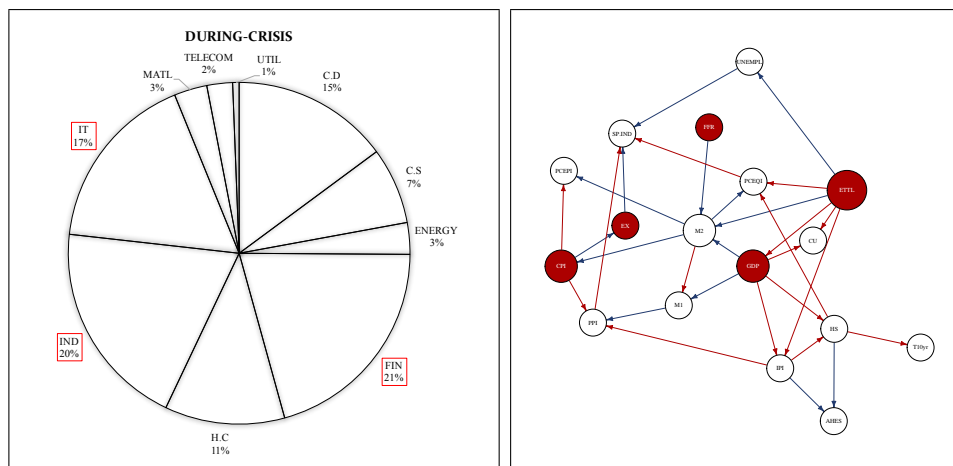 DURING-CRISIS
TELECOM
2%
UTIL
1%
MATL
3%
C.D
15%
IT
17%
C.S
7%
ENERGY
3%
IND
20%
FIN
21%
H.C
11%
UNEMPL
FFR
SP.IND
PCEPI
PCEQI
ETTL
EX
M2
CU
CPI
GDP
M1
PPI
HS
T10yr
IPI
AHES